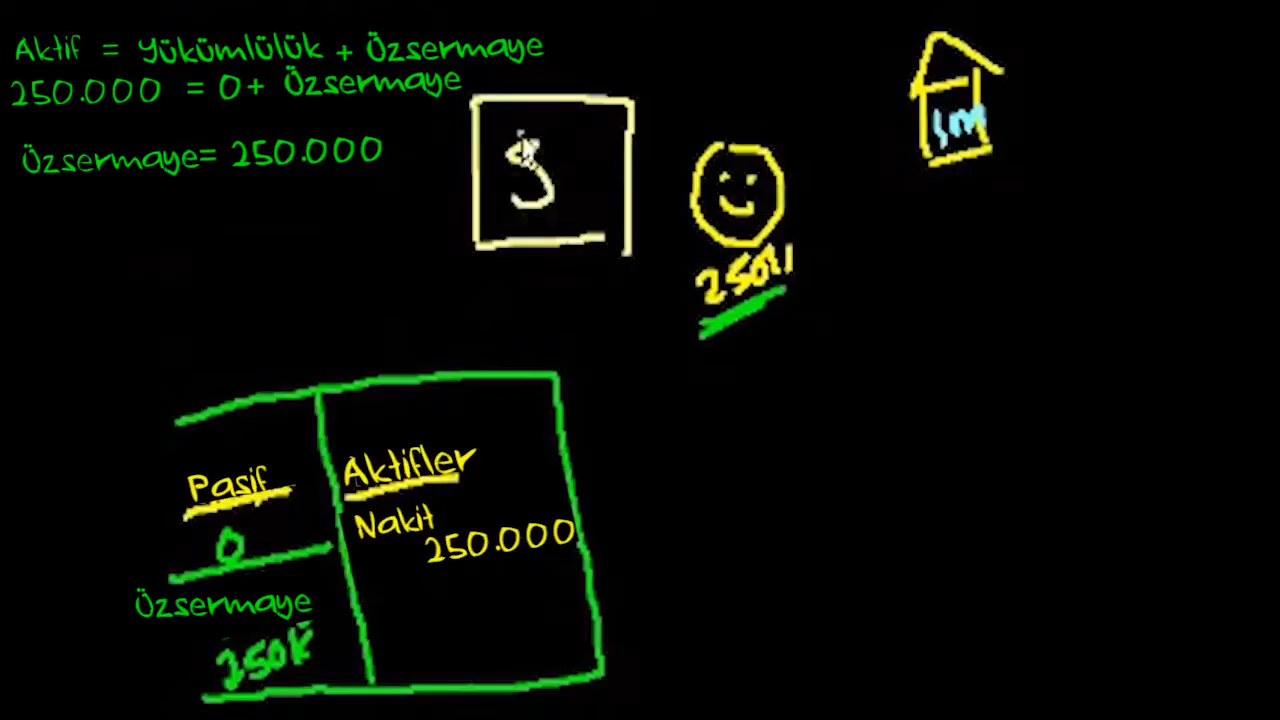 Aktif = Yükümlülük + Özsermaye
250.000 = 0 + Özsermaye
Özsermaye = 250.000
$
1m
250K
Pasif
0
Özsermaye
250K
Aktifler
Nakit
250.000